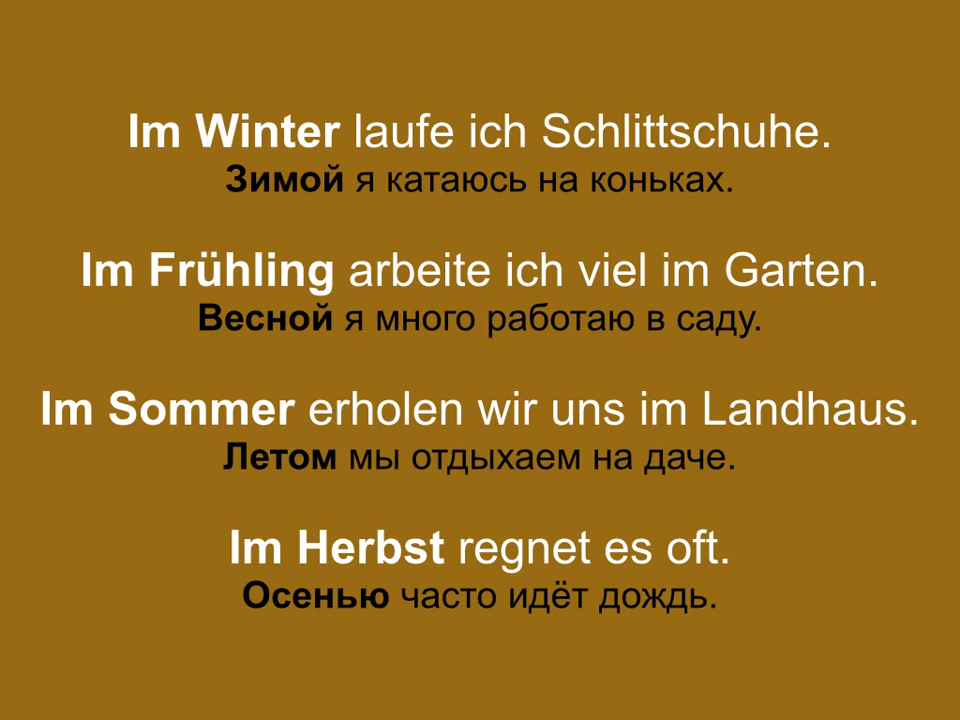 Im Winter laufe ich Schlittschuhe.
Зимой я катаюсь на коньках.
Im Frühling arbeite ich viel im Garten.
Весной я много работаю в саду.
Im Sommer erholen wir uns im Landhaus.
Летом мы отдыхаем на даче.
Im Herbst regnet es oft.
Осенью часто идёт дождь.